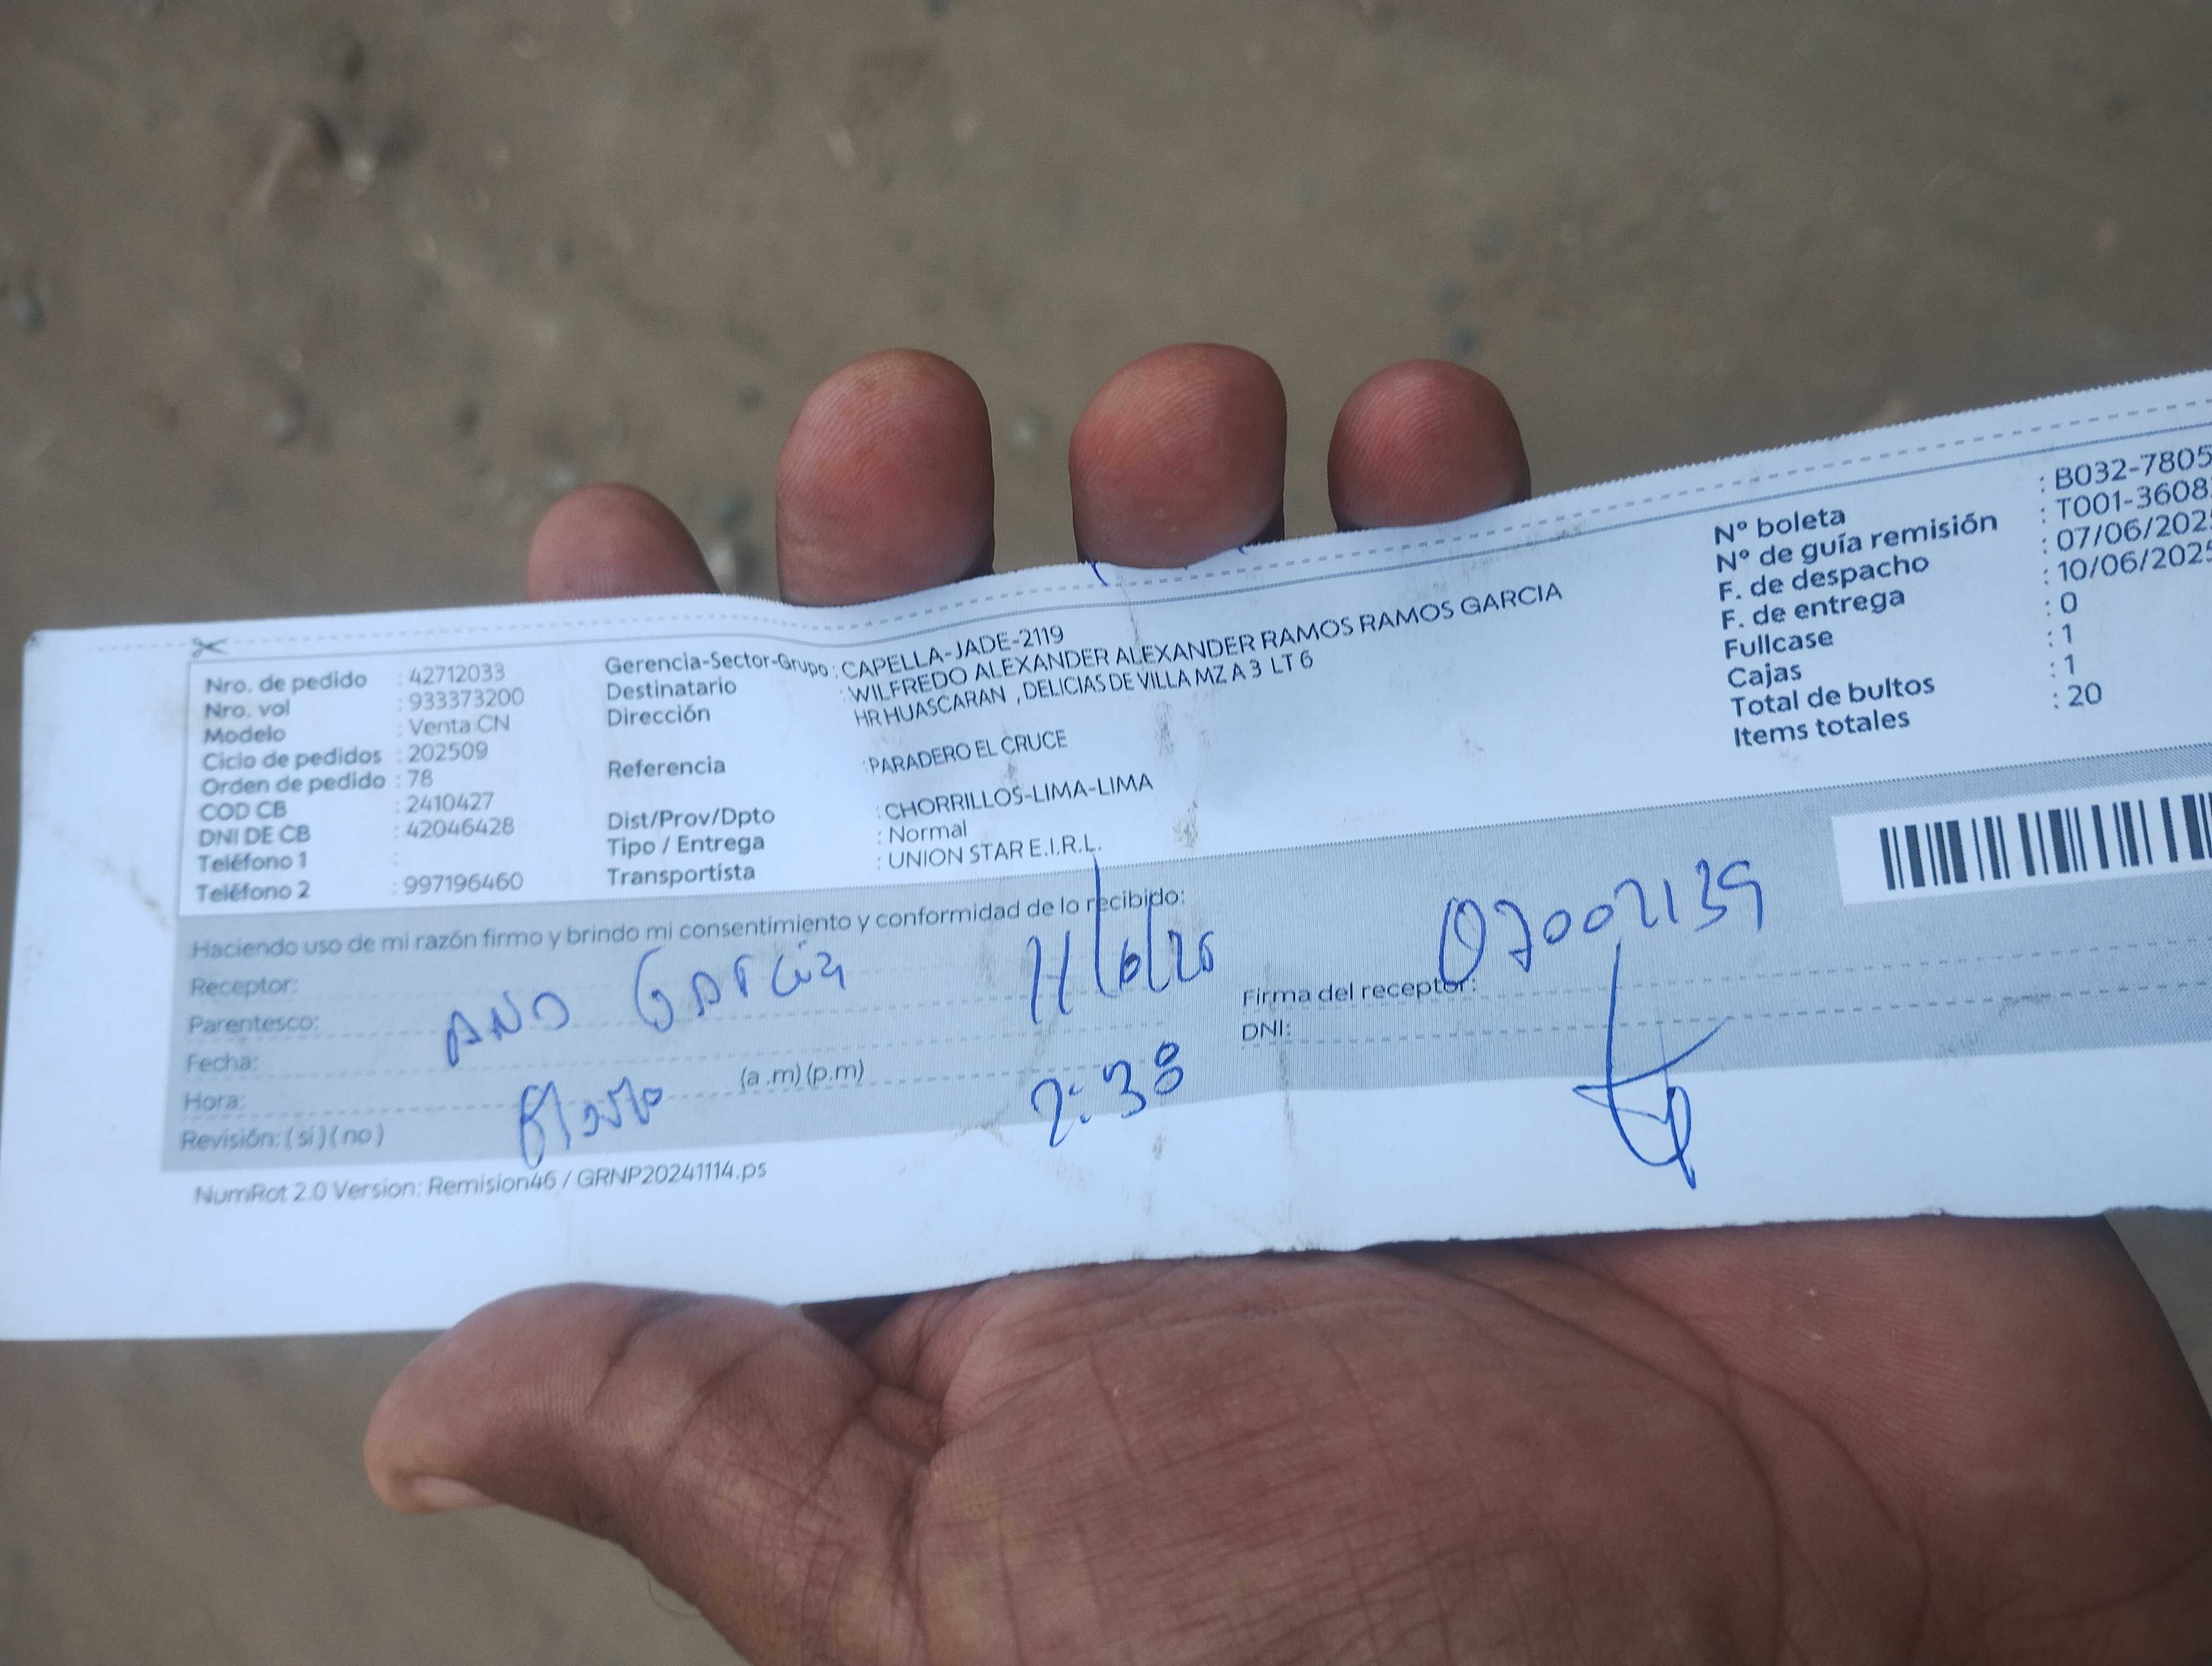 Nro. de pedido : 42712033
Nro. vol : 933373200
Modelo : Venta CN
Ciclo de pedidos : 202509
Orden de pedido : 78
COD CB : 2410427
DNI DE CB : 42046428
Teléfono 1 :
Teléfono 2 : 997196460
Gerencia-Sector-Grupo : CAPELLA-JADE-2119
Destinatario : WILFREDO ALEXANDER ALEXANDER RAMOS RAMOS GARCIA
Dirección HR HUASCARAN , DELICIAS DE VILLA MZ A 3 LT 6
Referencia : PARADERO EL CRUCE
Dist/Prov/Dpto : CHORRILLOS-LIMA-LIMA
Tipo / Entrega : Normal
Transportista : UNION STAR E.I.R.L.
N° boleta : B032-7805
N° de guía remisión : T001-3608
F. de despacho : 07/06/202
F. de entrega : 10/06/2025
Fullcase : 0
Cajas : 1
Total de bultos : 1
Items totales : 20
Haciendo uso de mi razón firmo y brindo mi consentimiento y conformidad de lo recibido:
Receptor:
Parentesco:
GARCIA
Fecha:
Hora: (a .m) (p.m)
2:38
Revisión: ( si ) ( no )
07002139
Firma del receptor:
DNI:
NumRot 2.0 Version: Remision46 / GRNP20241114.ps